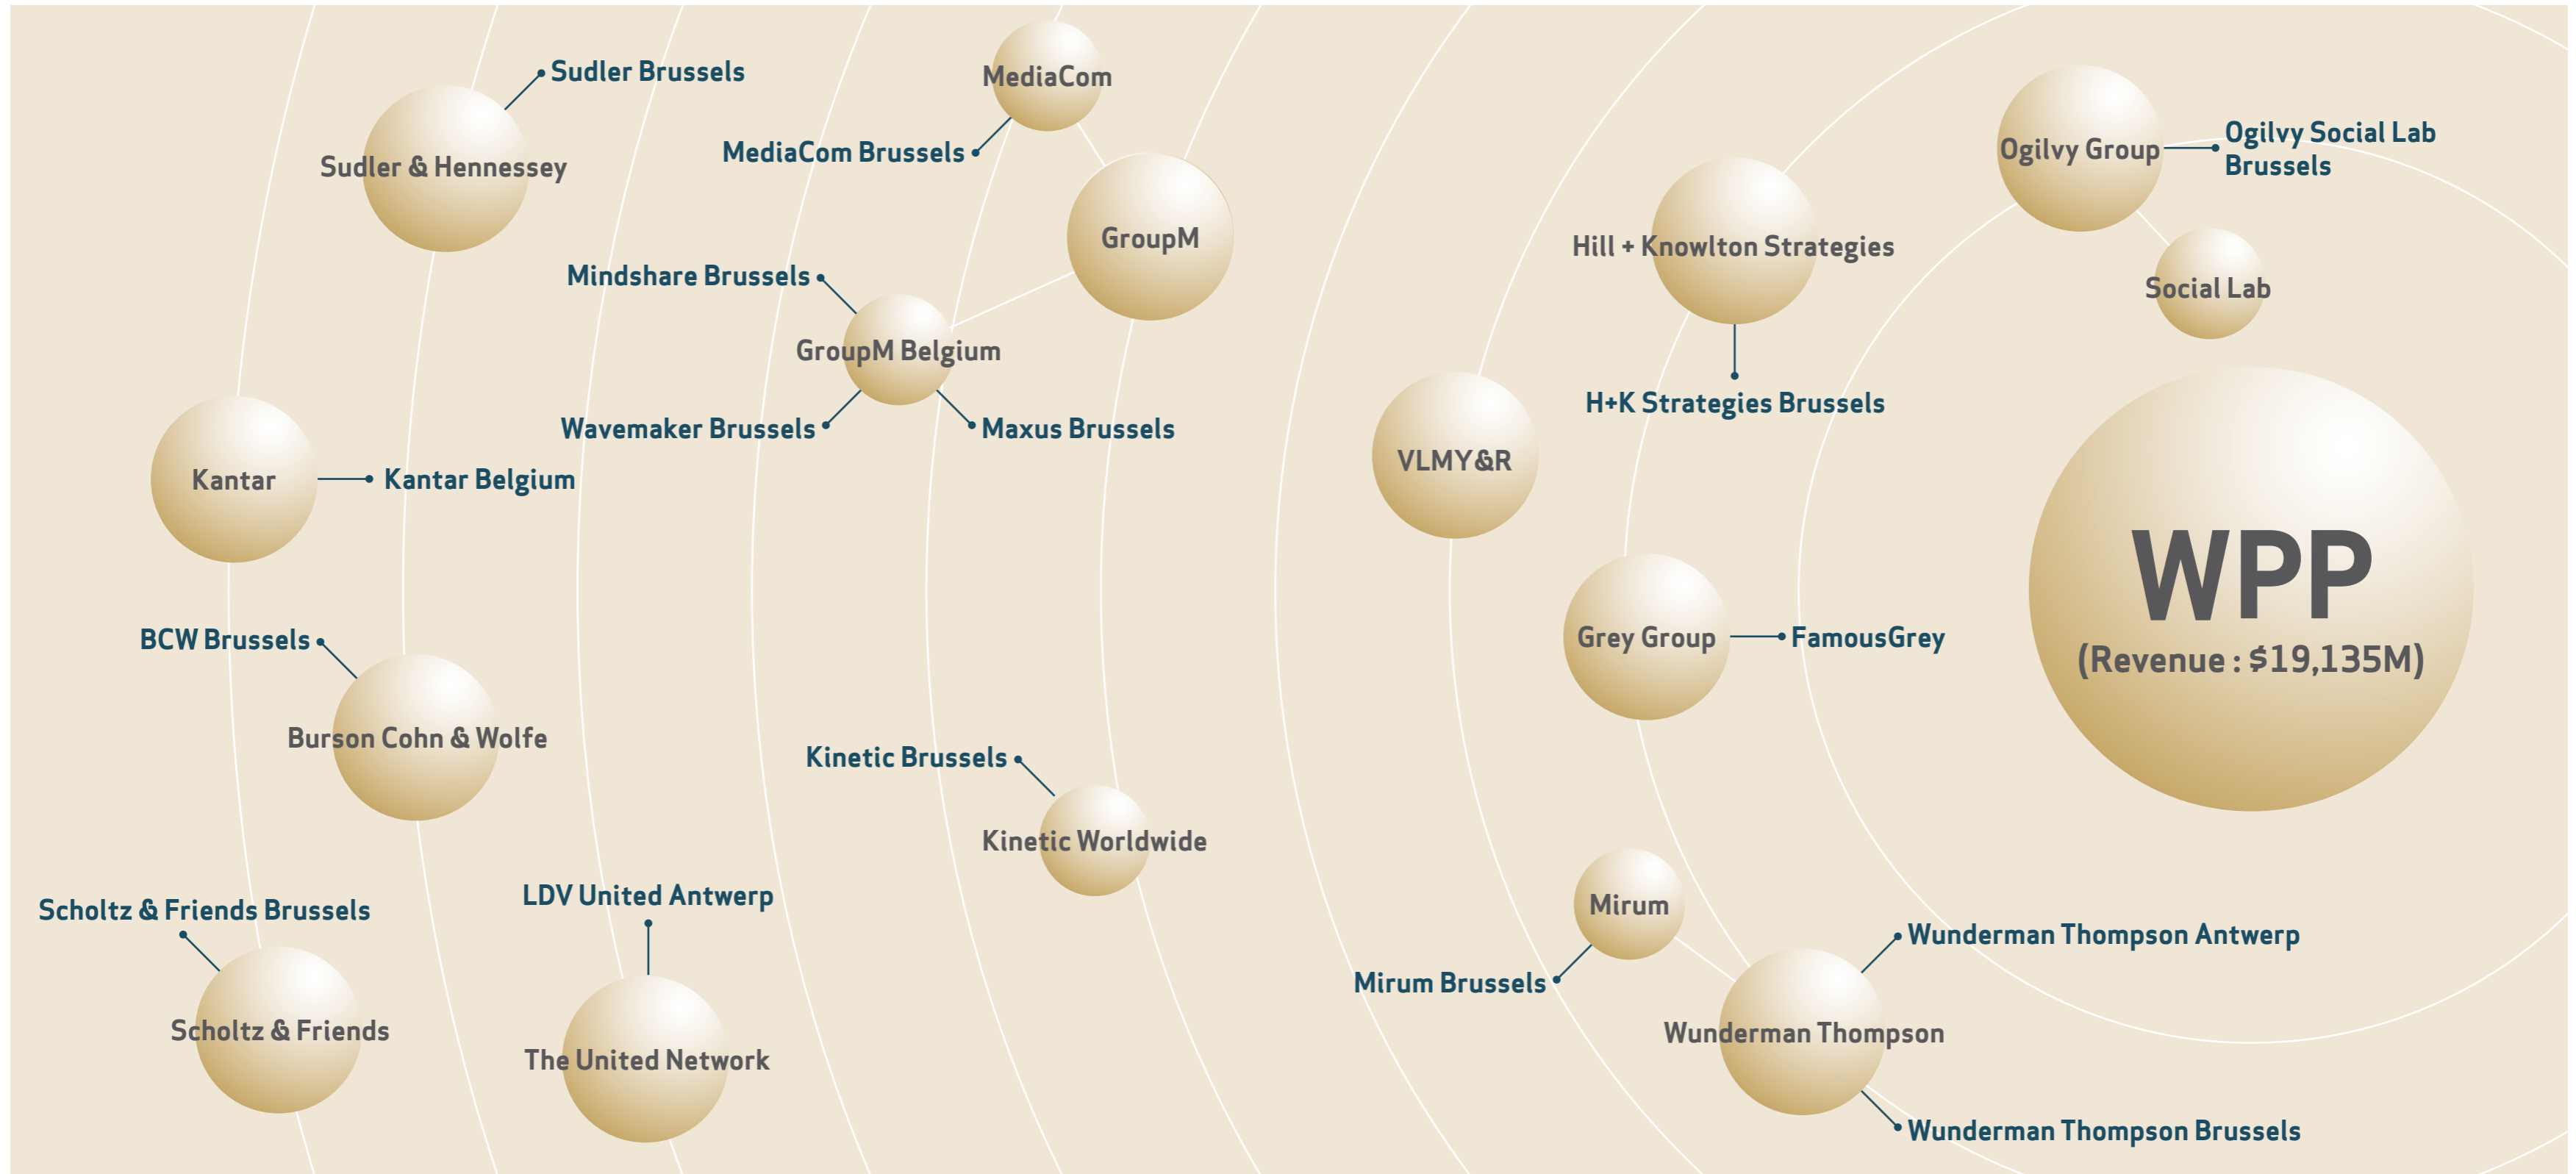 Sudler Brussels
Sudler & Hennessey
MediaCom
MediaCom Brussels
GroupM
Mindshare Brussels
GroupM Belgium
Wavemaker Brussels
Maxus Brussels
Kantar
Kantar Belgium
BCW Brussels
Burson Cohn & Wolfe
Kinetic Brussels
Kinetic Worldwide
Scholtz & Friends Brussels
Scholtz & Friends
LDV United Antwerp
The United Network
Ogilvy Group
Ogilvy Social Lab
Brussels
Social Lab
Hill + Knowlton Strategies
H+K Strategies Brussels
VLMY&R
Grey Group
FamousGrey
WPP
(Revenue : $19,135M)
Mirum
Mirum Brussels
Wunderman Thompson Antwerp
Wunderman Thompson
Wunderman Thompson Brussels